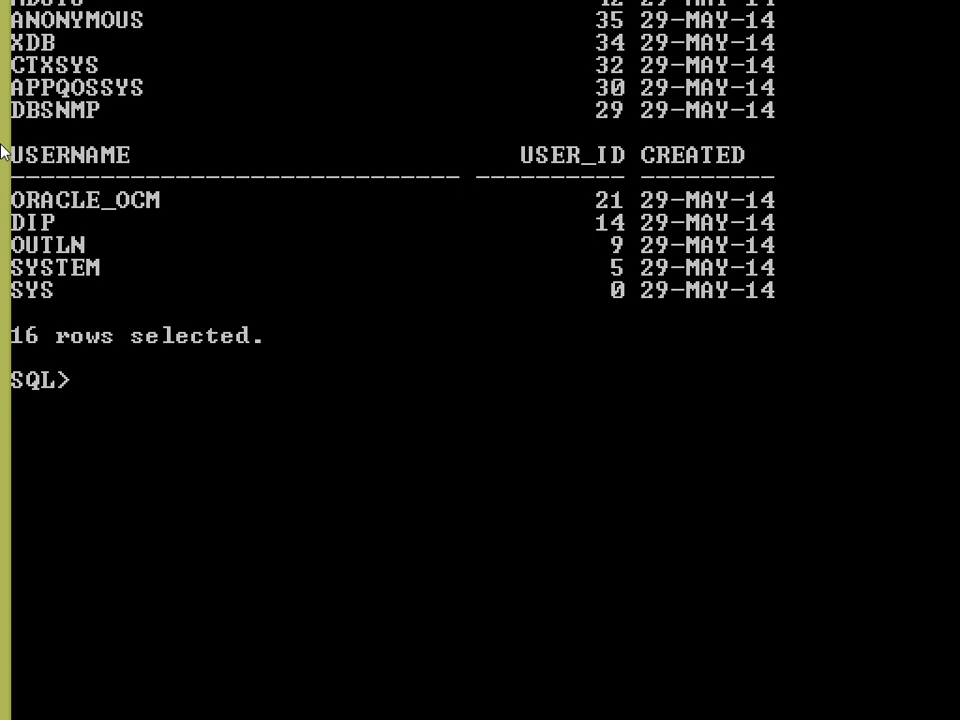 ANONYMOUS 35 29-MAY-14
XDB 34 29-MAY-14
CTXSYS 32 29-MAY-14
APPQOSSYS 30 29-MAY-14
DBSNMP 29 29-MAY-14
USERNAME USER_ID CREATED
------------------------------ ---------- ---------
ORACLE_OCM 21 29-MAY-14
DIP 14 29-MAY-14
OUTLN 9 29-MAY-14
SYSTEM 5 29-MAY-14
SYS 0 29-MAY-14
16 rows selected.
SQL>